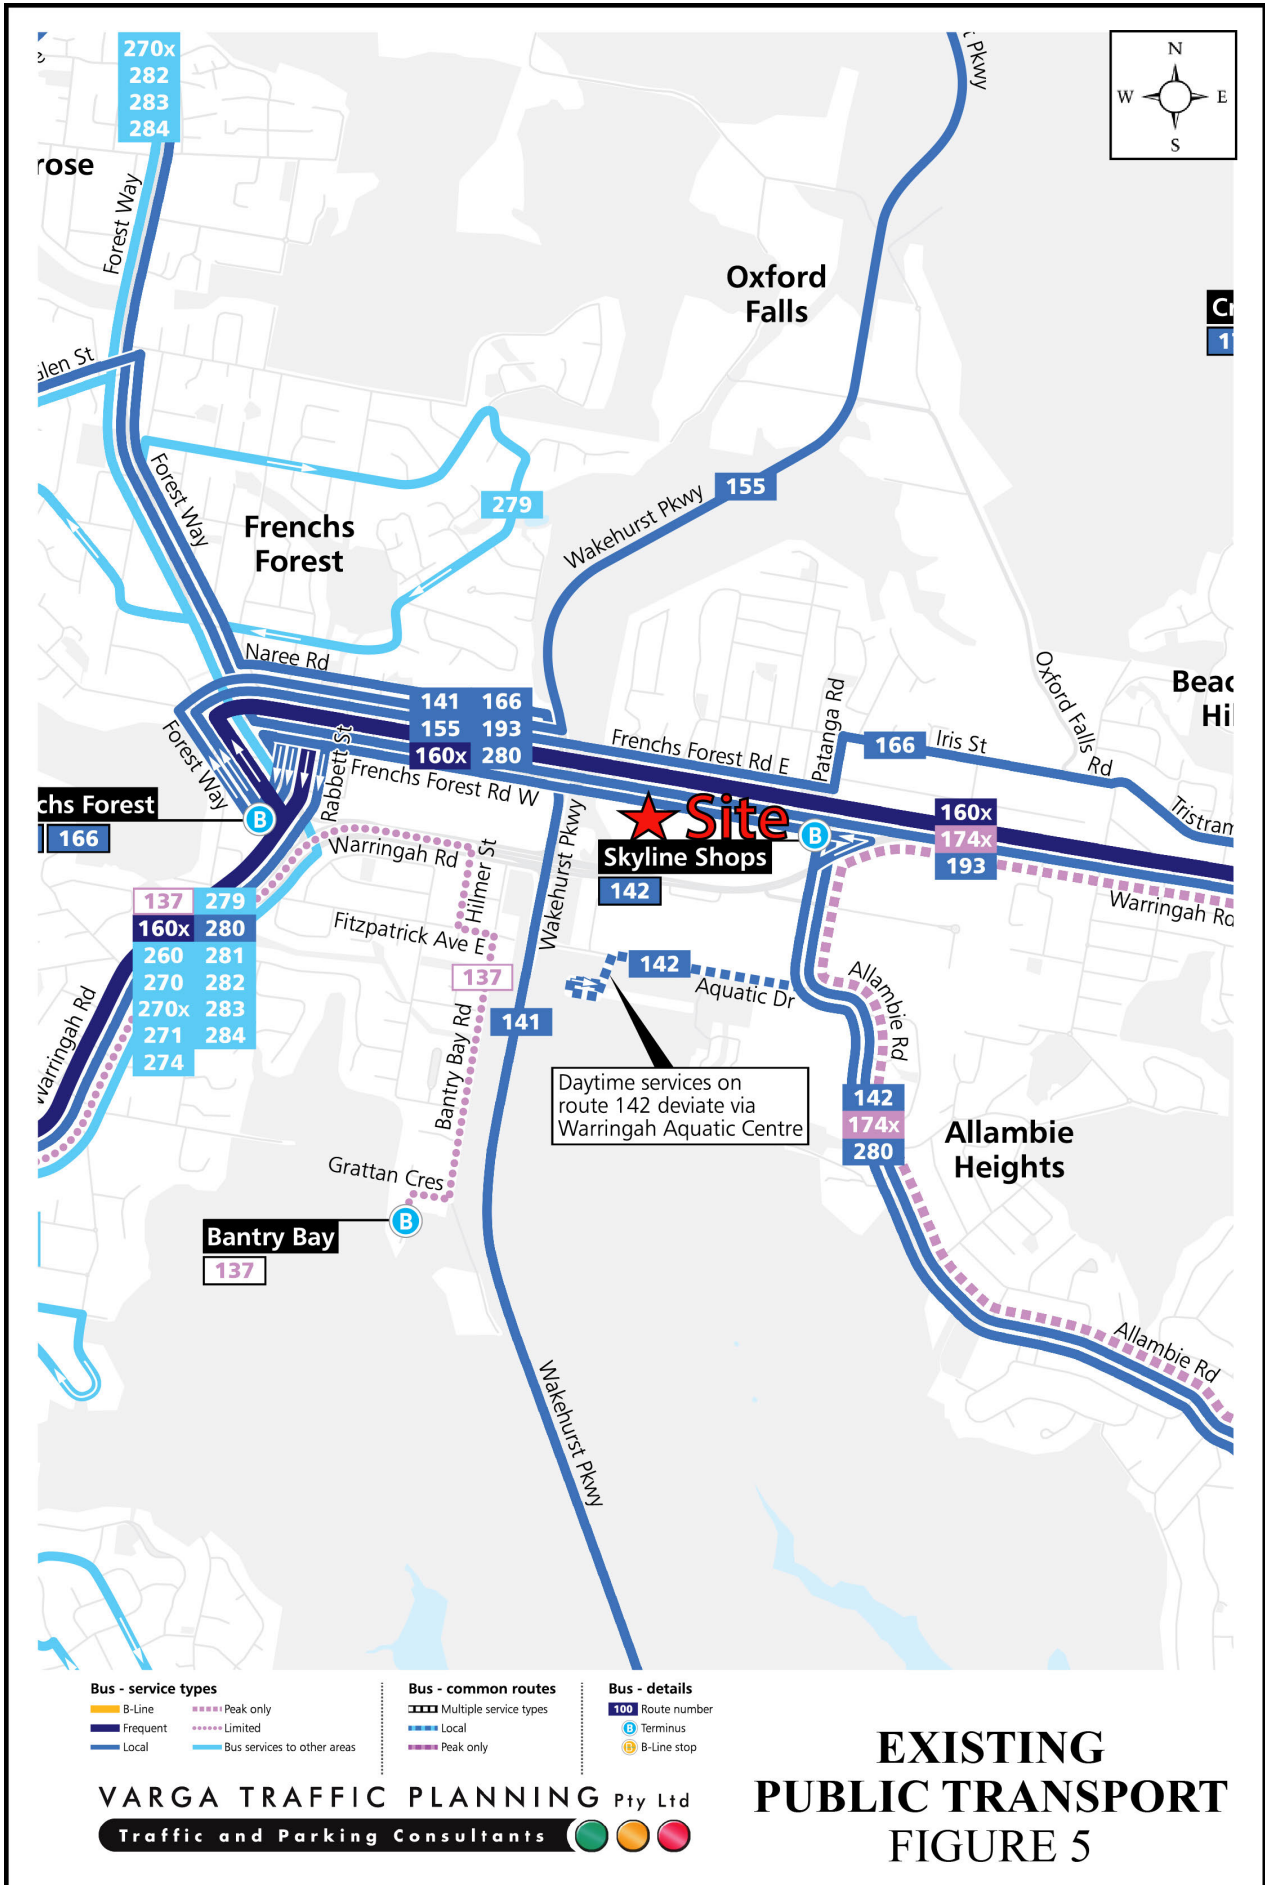 270x
282
283
284
rose
Forest Way
Pkwy
N
W
E
S
Oxford
Falls
Glen St
Forest Way
279
155
Wakehurst Pkwy
Frenchs
Forest
Naree Rd
Forest Way
Rabbett St
141 166
155 193
160x 280
Frenchs Forest Rd W
Frenchs Forest Rd E
Patanga Rd
166
Iris St
Oxford Falls
Rd
Beac
Hil
Tristram
chs Forest
166
B
Site
Skyline Shops
142
B
160x
174x
193
Warringah Rd
Warringah Rd
Hilmer St
Wakehurst Pkwy
Fitzpatrick Ave E
137 279
160x 280
260 281
270 282
270x 283
271 284
274
Warringah Rd
137
Bantry Bay Rd
141
142
Aquatic Dr
Allambie Rd
Daytime services on
route 142 deviate via
Warringah Aquatic Centre
142
174x
280
Allambie
Heights
Grattan Cres
B
Bantry Bay
137
Allambie Rd
Wakehurst Pkwy
Bus - service types
B-Line
Frequent
Local
Peak only
Limited
Bus services to other areas
Bus - common routes
Multiple service types
Local
Peak only
Bus - details
100 Route number
B Terminus
B B-Line stop
VARGA TRAFFIC PLANNING Pty Ltd
Traffic and Parking Consultants
EXISTING
PUBLIC TRANSPORT
FIGURE 5